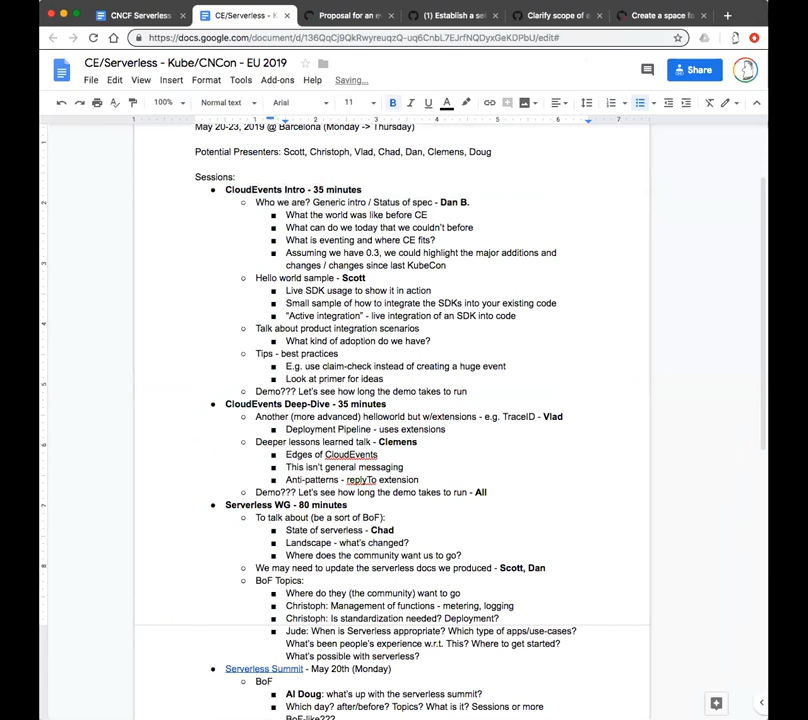 CNCF Serverless
CE/Serverless - K
Proposal for an e
(1) Establish a se
Clarify scope of
Create a space fo
https://docs.google.com/document/d/136QqCj9QkRwyreuqzQ-uq6CnbL7EJrfNQDyxGeKDPbU/edit#
CE/Serverless - Kube/CNCon - EU 2019
File Edit View Insert Format Tools Add-ons Help Saving...
Share
100% Normal text Arial 11 B I U A
1 1 2 3 4 5 6 7
May 20-23, 2019 @ Barcelona (Monday -> Thursday)
Potential Presenters: Scott, Christoph, Vlad, Chad, Dan, Clemens, Doug
Sessions:
● CloudEvents Intro - 35 minutes
○ Who we are? Generic intro / Status of spec - Dan B.
■ What the world was like before CE
■ What can do we today that we couldn't before
■ What is eventing and where CE fits?
■ Assuming we have 0.3, we could highlight the major additions and
changes / changes since last KubeCon
○ Hello world sample - Scott
■ Live SDK usage to show it in action
■ Small sample of how to integrate the SDKs into your existing code
■ "Active integration" - live integration of an SDK into code
○ Talk about product integration scenarios
■ What kind of adoption do we have?
○ Tips - best practices
■ E.g. use claim-check instead of creating a huge event
■ Look at primer for ideas
○ Demo??? Let's see how long the demo takes to run
● CloudEvents Deep-Dive - 35 minutes
○ Another (more advanced) helloworld but w/extensions - e.g. TraceID - Vlad
■ Deployment Pipeline - uses extensions
○ Deeper lessons learned talk - Clemens
■ Edges of CloudEvents
■ This isn't general messaging
■ Anti-patterns - replyTo extension
○ Demo??? Let's see how long the demo takes to run - All
● Serverless WG - 80 minutes
○ To talk about (be a sort of BoF):
■ State of serverless - Chad
■ Landscape - what's changed?
■ Where does the community want us to go?
○ We may need to update the serverless docs we produced - Scott, Dan
○ BoF Topics:
■ Where do they (the community) want to go
■ Christoph: Management of functions - metering, logging
■ Christoph: Is standardization needed? Deployment?
■ Jude: When is Serverless appropriate? Which type of apps/use-cases?
What's been people's experience w.r.t. This? Where to get started?
What's possible with serverless?
● Serverless Summit - May 20th (Monday)
○ BoF
■ AI Doug: what's up with the serverless summit?
■ Which day? after/before? Topics? What is it? Sessions or more
BoF-like???